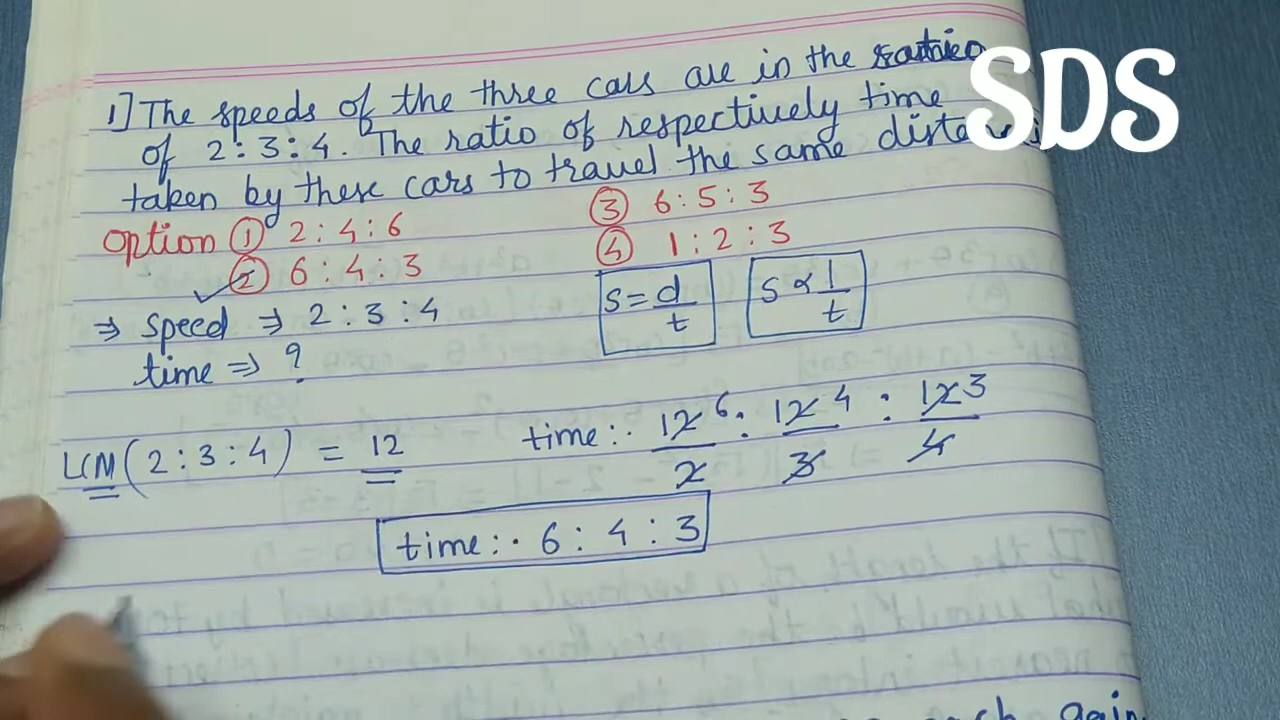 SDS
1] The speeds of the three cars are in the ratio
of 2:3:4. The ratio of respectively time
taken by these cars to travel the same
option ① 2:4:6 ③ 6:5:3
② 6:4:3 ④ 1:2:3
⇒ speed ⇒ 2:3:4 s = d/t s ∝ 1/t
time ⇒ ?
LCM (2:3:4) = 12 time:- 12/2 6 : 12/3 4 : 12/4 3
time:- 6:4:3
each gain